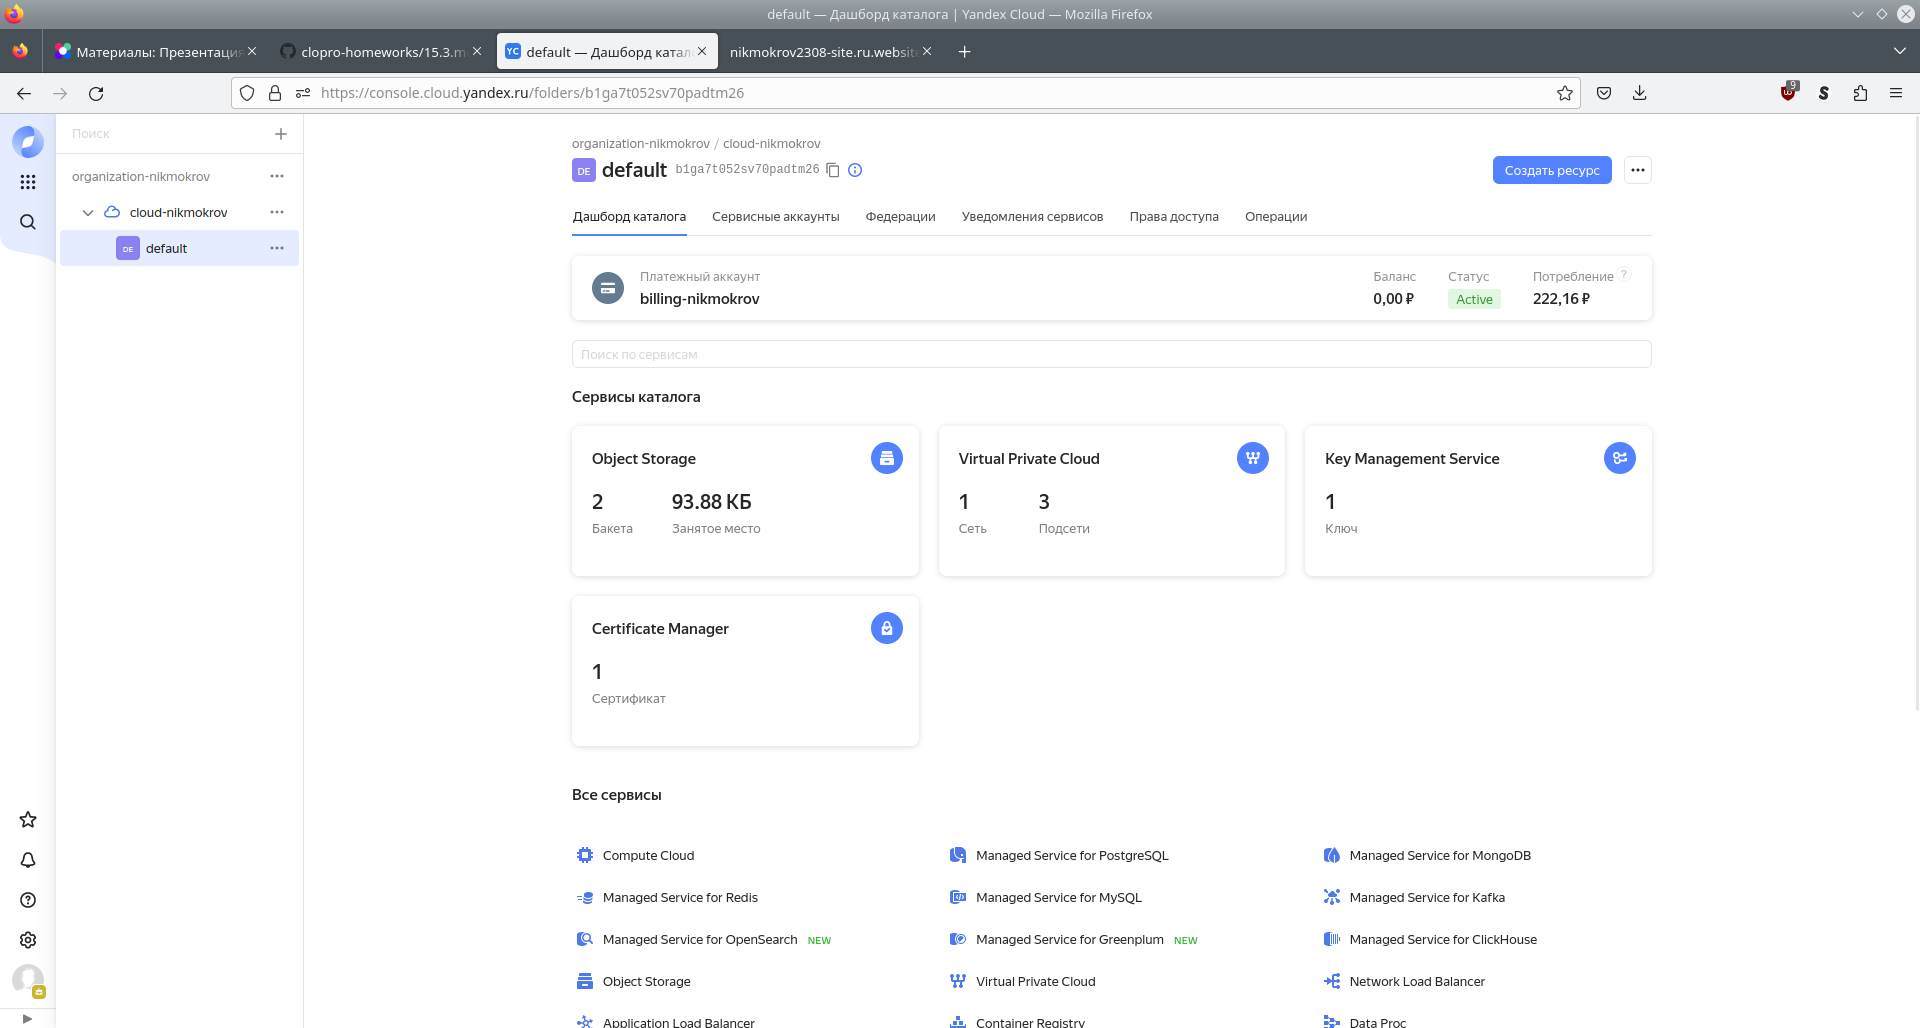 default — Дашборд каталога | Yandex Cloud — Mozilla Firefox
Материалы: Презентация
clopro-homeworks/15.3.m
YC default — Дашборд катал
nikmokrov2308-site.ru.websit
https://console.cloud.yandex.ru/folders/b1ga7t052sv70padtm26
9
Поиск
organization-nikmokrov
cloud-nikmokrov
DE default
organization-nikmokrov / cloud-nikmokrov
DE default b1ga7t052sv70padtm26
Создать ресурс
Дашборд каталога Сервисные аккаунты Федерации Уведомления сервисов Права доступа Операции
Платежный аккаунт
billing-nikmokrov
Баланс
0,00 ₽
Статус
Active
Потребление ?
222,16 ₽
Поиск по сервисам
Сервисы каталога
Object Storage
2
Бакета
93.88 КБ
Занятое место
Virtual Private Cloud
1
Сеть
3
Подсети
Key Management Service
1
Ключ
Certificate Manager
1
Сертификат
Все сервисы
Compute Cloud
Managed Service for PostgreSQL
Managed Service for MongoDB
Managed Service for Redis
Managed Service for MySQL
Managed Service for Kafka
Managed Service for OpenSearch NEW
Managed Service for Greenplum NEW
Managed Service for ClickHouse
Object Storage
Virtual Private Cloud
Network Load Balancer
Application Load Balancer
Container Registry
Data Proc